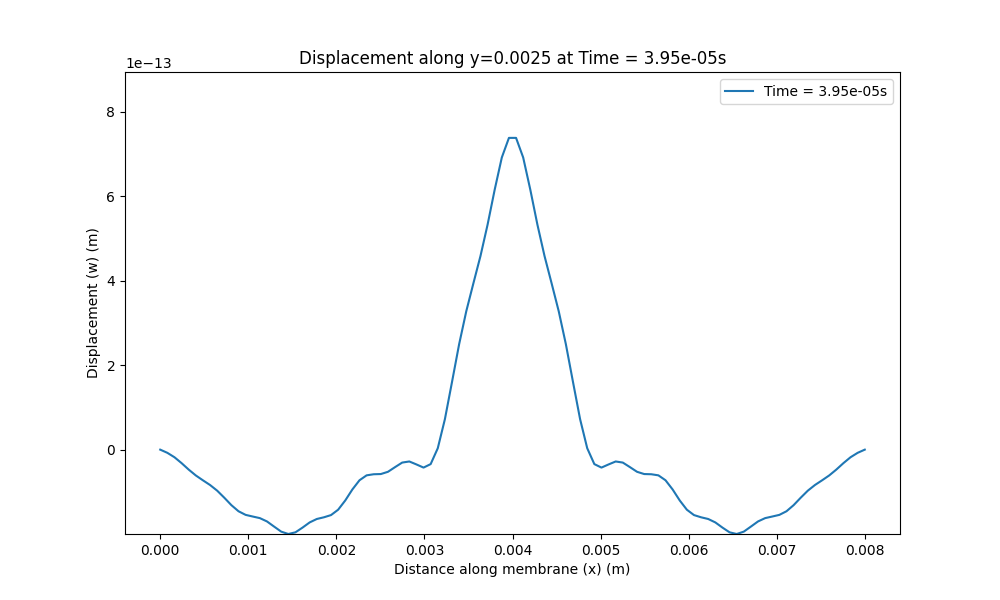 Displacement along y=0.0025 at Time = 3.95e-05s
1e−13
Time = 3.95e-05s
8
6
4
2
0
Displacement (w) (m)
0.000 0.001 0.002 0.003 0.004 0.005 0.006 0.007 0.008
Distance along membrane (x) (m)